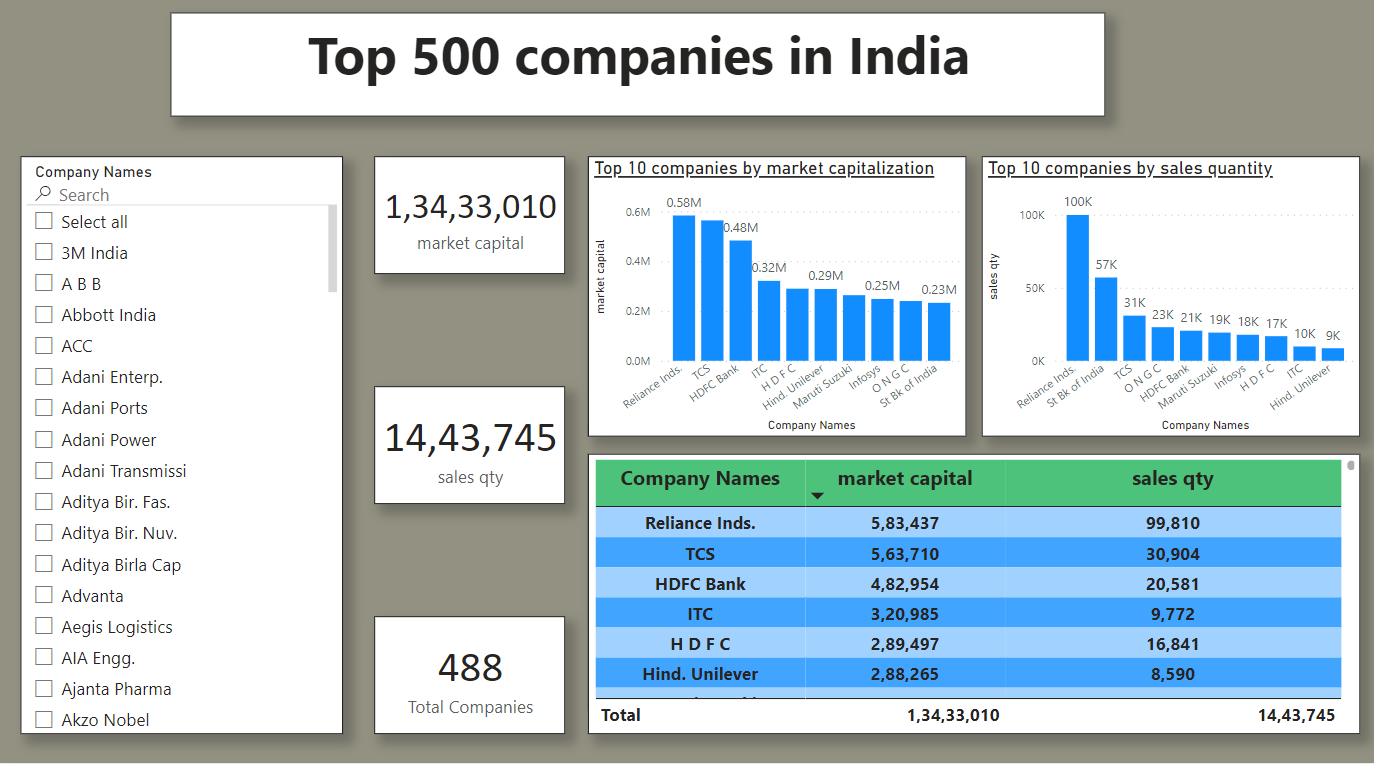 Top 500 companies in India
Company Names
Search
Select all
3M India
A B B
Abbott India
ACC
Adani Enterp.
Adani Ports
Adani Power
Adani Transmissi
Aditya Bir. Fas.
Aditya Bir. Nuv.
Aditya Birla Cap
Advanta
Aegis Logistics
AIA Engg.
Ajanta Pharma
Akzo Nobel
1,34,33,010
market capital
14,43,745
sales qty
488
Total Companies
Top 10 companies by market capitalization
market capital
0.6M
0.4M
0.2M
0.0M
0.58M
0.48M
0.32M
0.29M
0.25M
0.23M
Reliance Inds.
TCS
HDFC Bank
ITC
H D F C
Hind. Unilever
Maruti Suzuki
Infosys
O N G C
St Bk of India
Company Names
Top 10 companies by sales quantity
sales qty
100K
50K
0K
100K
57K
31K
23K
21K
19K
18K
17K
10K
9K
Reliance Inds.
St Bk of India
TCS
O N G C
HDFC Bank
Maruti Suzuki
Infosys
H D F C
ITC
Hind. Unilever
Company Names
Company Names market capital sales qty
Reliance Inds. 5,83,437 99,810
TCS 5,63,710 30,904
HDFC Bank 4,82,954 20,581
ITC 3,20,985 9,772
H D F C 2,89,497 16,841
Hind. Unilever 2,88,265 8,590
Total 1,34,33,010 14,43,745